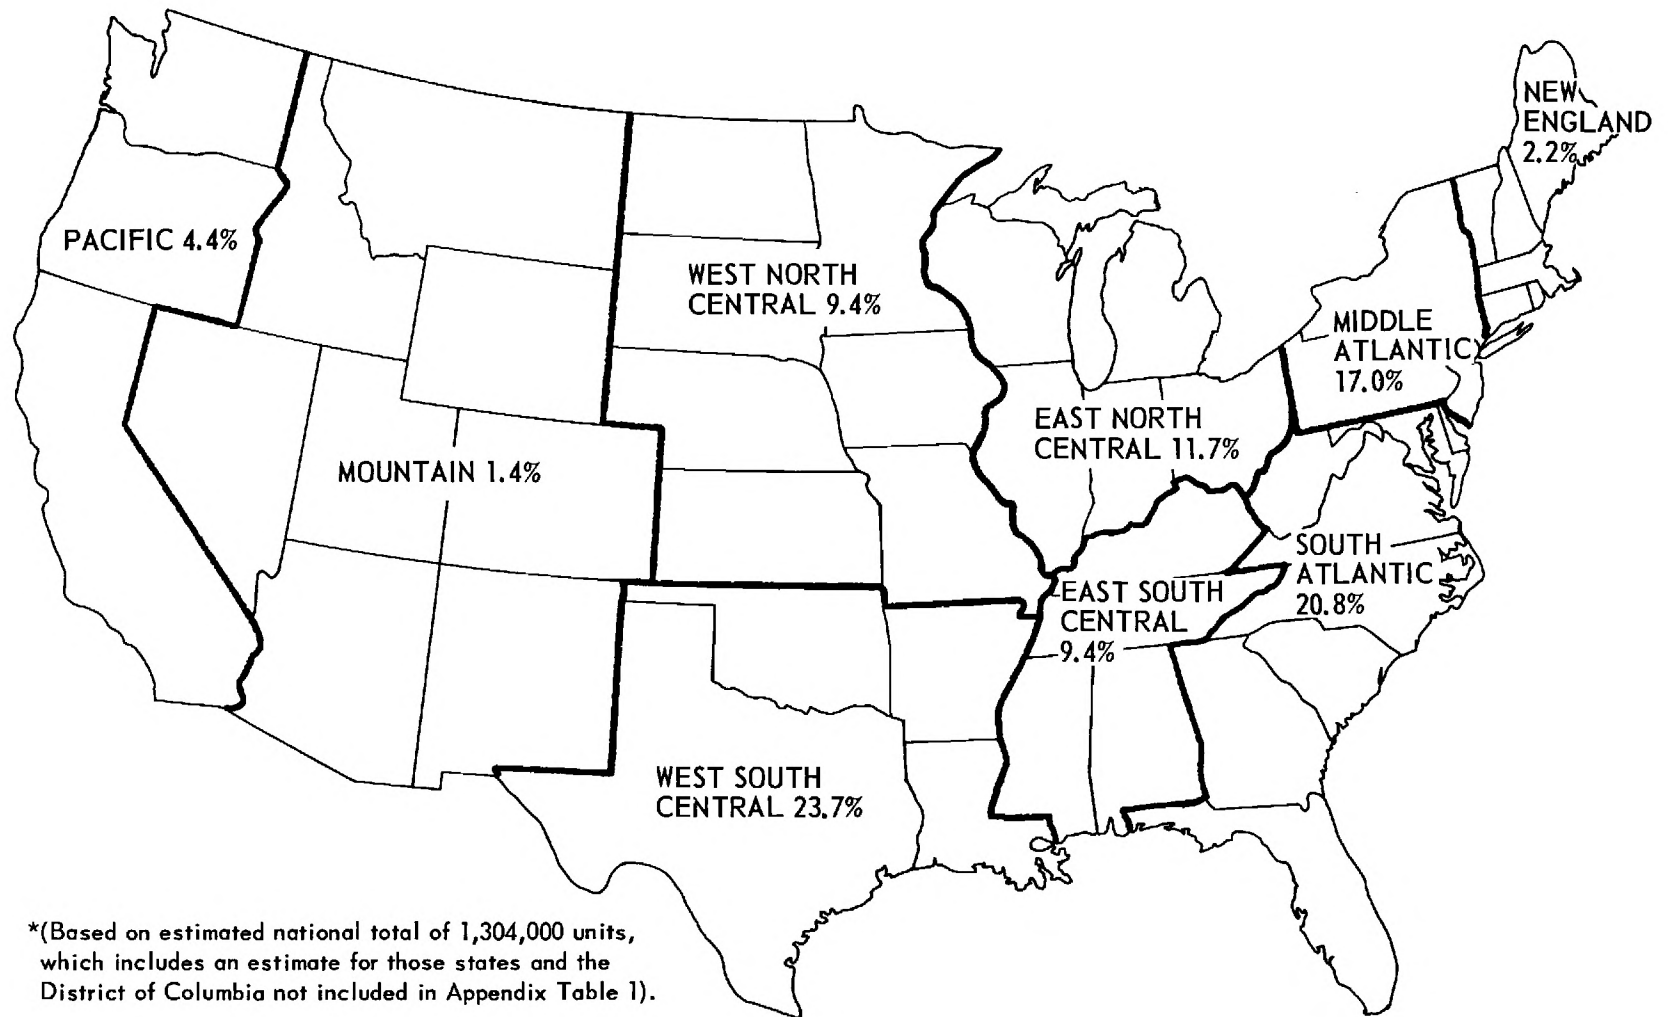 NEW
ENGLAND
2.2%
PACIFIC 4.4%
WEST NORTH
CENTRAL 9.4%
MIDDLE
ATLANTIC
17.0%
EAST NORTH
CENTRAL 11.7%
MOUNTAIN 1.4%
SOUTH
ATLANTIC
20.8%
EAST SOUTH
CENTRAL
9.4%
WEST SOUTH
CENTRAL 23.7%
*(Based on estimated national total of 1,304,000 units,
which includes an estimate for those states and the
District of Columbia not included in Appendix Table 1).